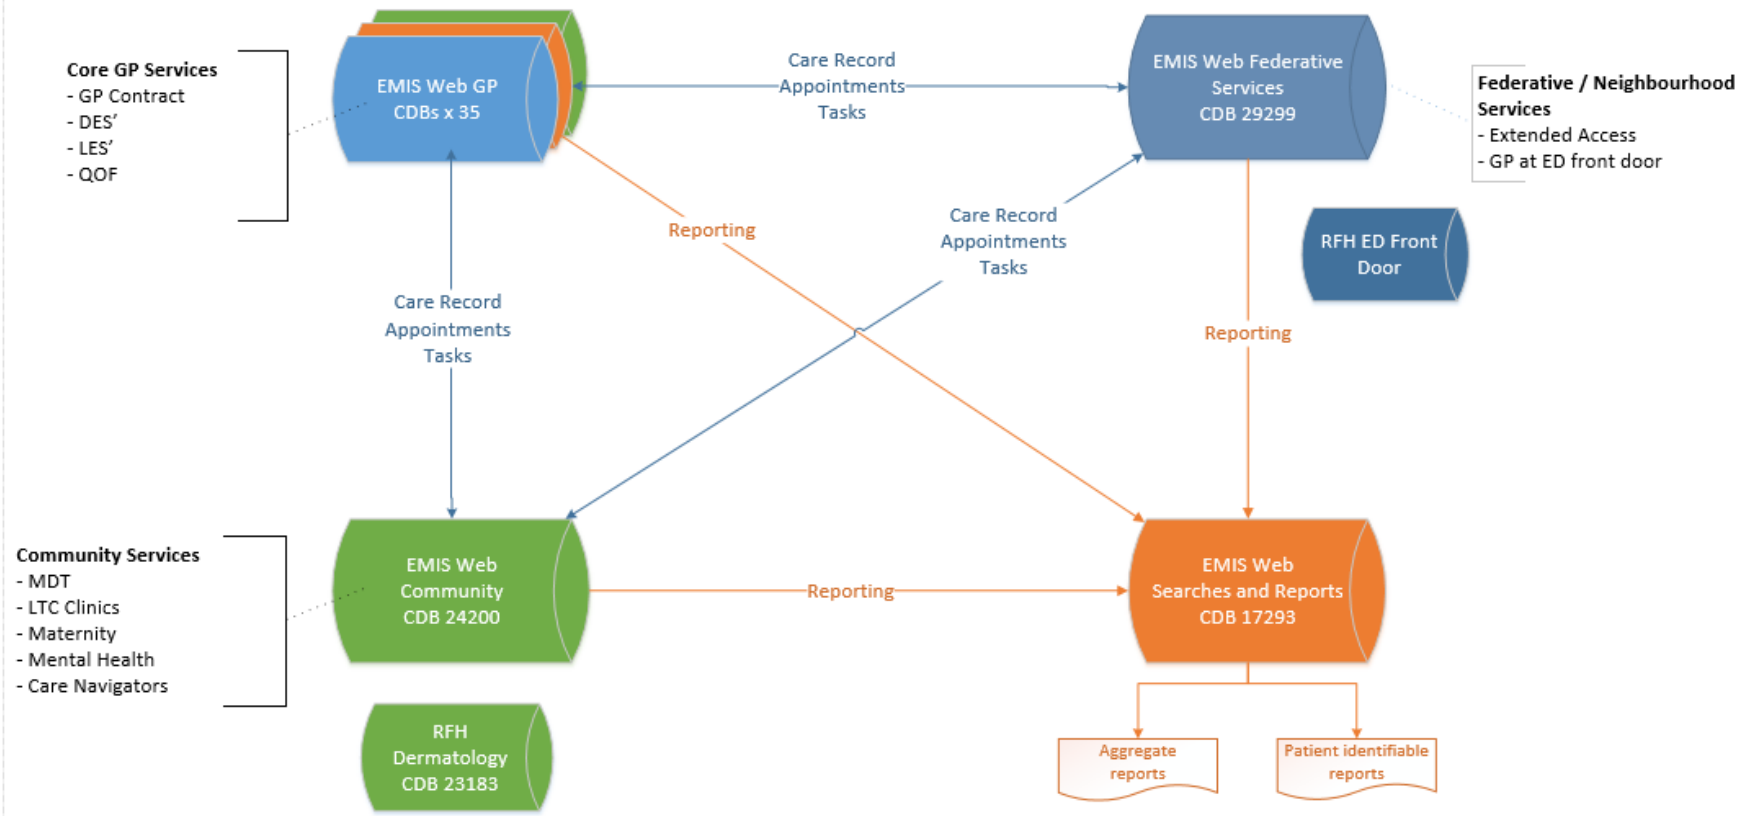 Core GP Services
- GP Contract
- DES’
- LES’
- QOF
EMIS Web GP
CDBs x 35
Care Record
Appointments
Tasks
EMIS Web Federative
Services
CDB 29299
Federative / Neighbourhood
Services
- Extended Access
- GP at ED front door
RFH ED Front
Door
Reporting
Care Record
Appointments
Tasks
Care Record
Appointments
Tasks
Reporting
Community Services
- MDT
- LTC Clinics
- Maternity
- Mental Health
- Care Navigators
EMIS Web
Community
CDB 24200
Reporting
EMIS Web
Searches and Reports
CDB 17293
RFH
Dermatology
CDB 23183
Aggregate
reports
Patient identifiable
reports